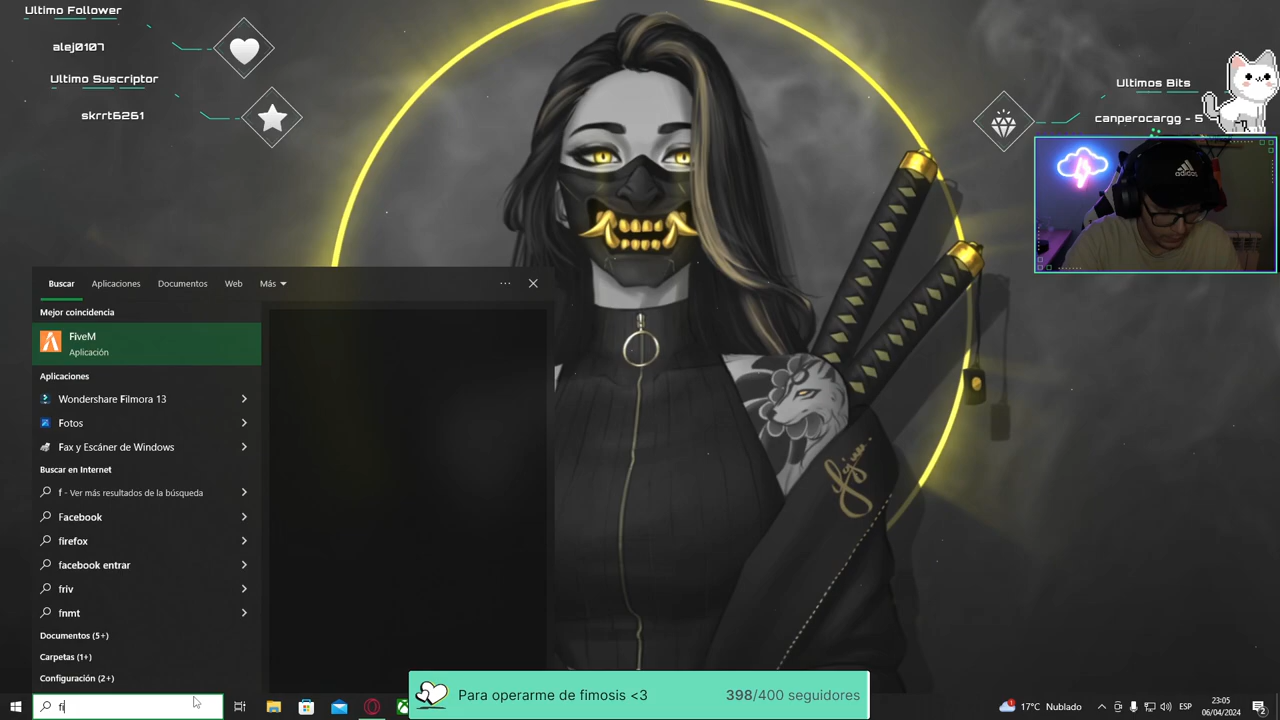 Ultimo Follower
alej0107
Ultimo Suscriptor
skrrt6261
Ultimos Bits
canperocargg - 5
adidas
Buscar
Aplicaciones
Documentos
Web
Más
Mejor coincidencia
FiveM
Aplicación
Aplicaciones
Wondershare Filmora 13
Fotos
Fax y Escáner de Windows
Buscar en Internet
f - Ver más resultados de la búsqueda
Facebook
firefox
facebook entrar
friv
fnmt
Documentos (5+)
Carpetas (1+)
Configuración (2+)
fi
Para operarme de fimosis <3
398/400 seguidores
17°C Nublado
ESP
23:05
06/04/2024
2